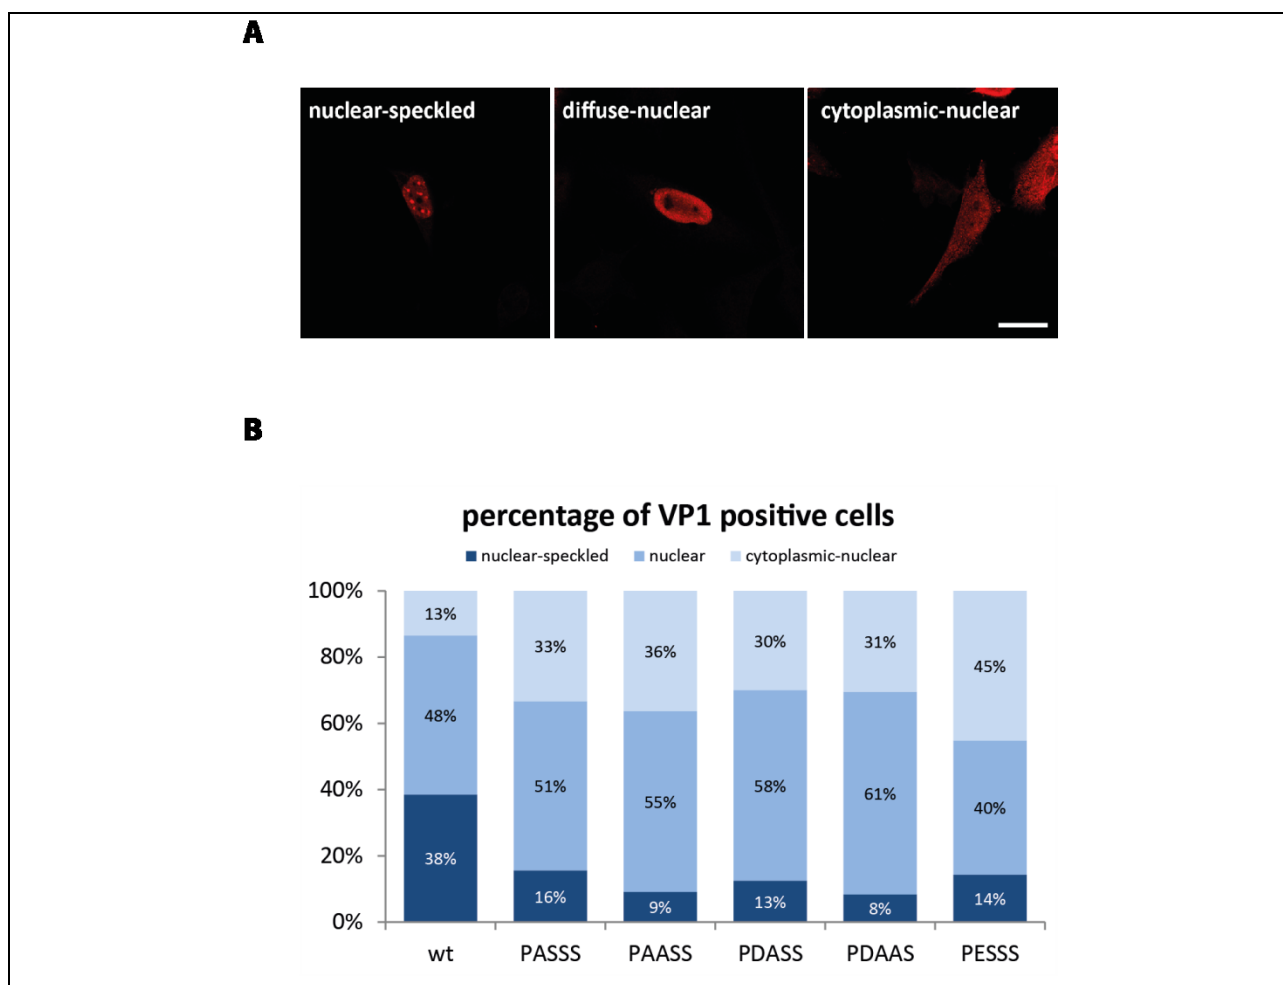 A
nuclear-speckled diffuse-nuclear cytoplasmic-nuclear
B
percentage of VP1 positive cells
nuclear-speckled nuclear cytoplasmic-nuclear
100%
80%
60%
40%
20%
0%
13% 33% 36% 30% 31% 45%
48% 51% 55% 58% 61% 40%
38% 16% 9% 13% 8% 14%
wt PASSS PAASS PDASS PDAAS PESSS